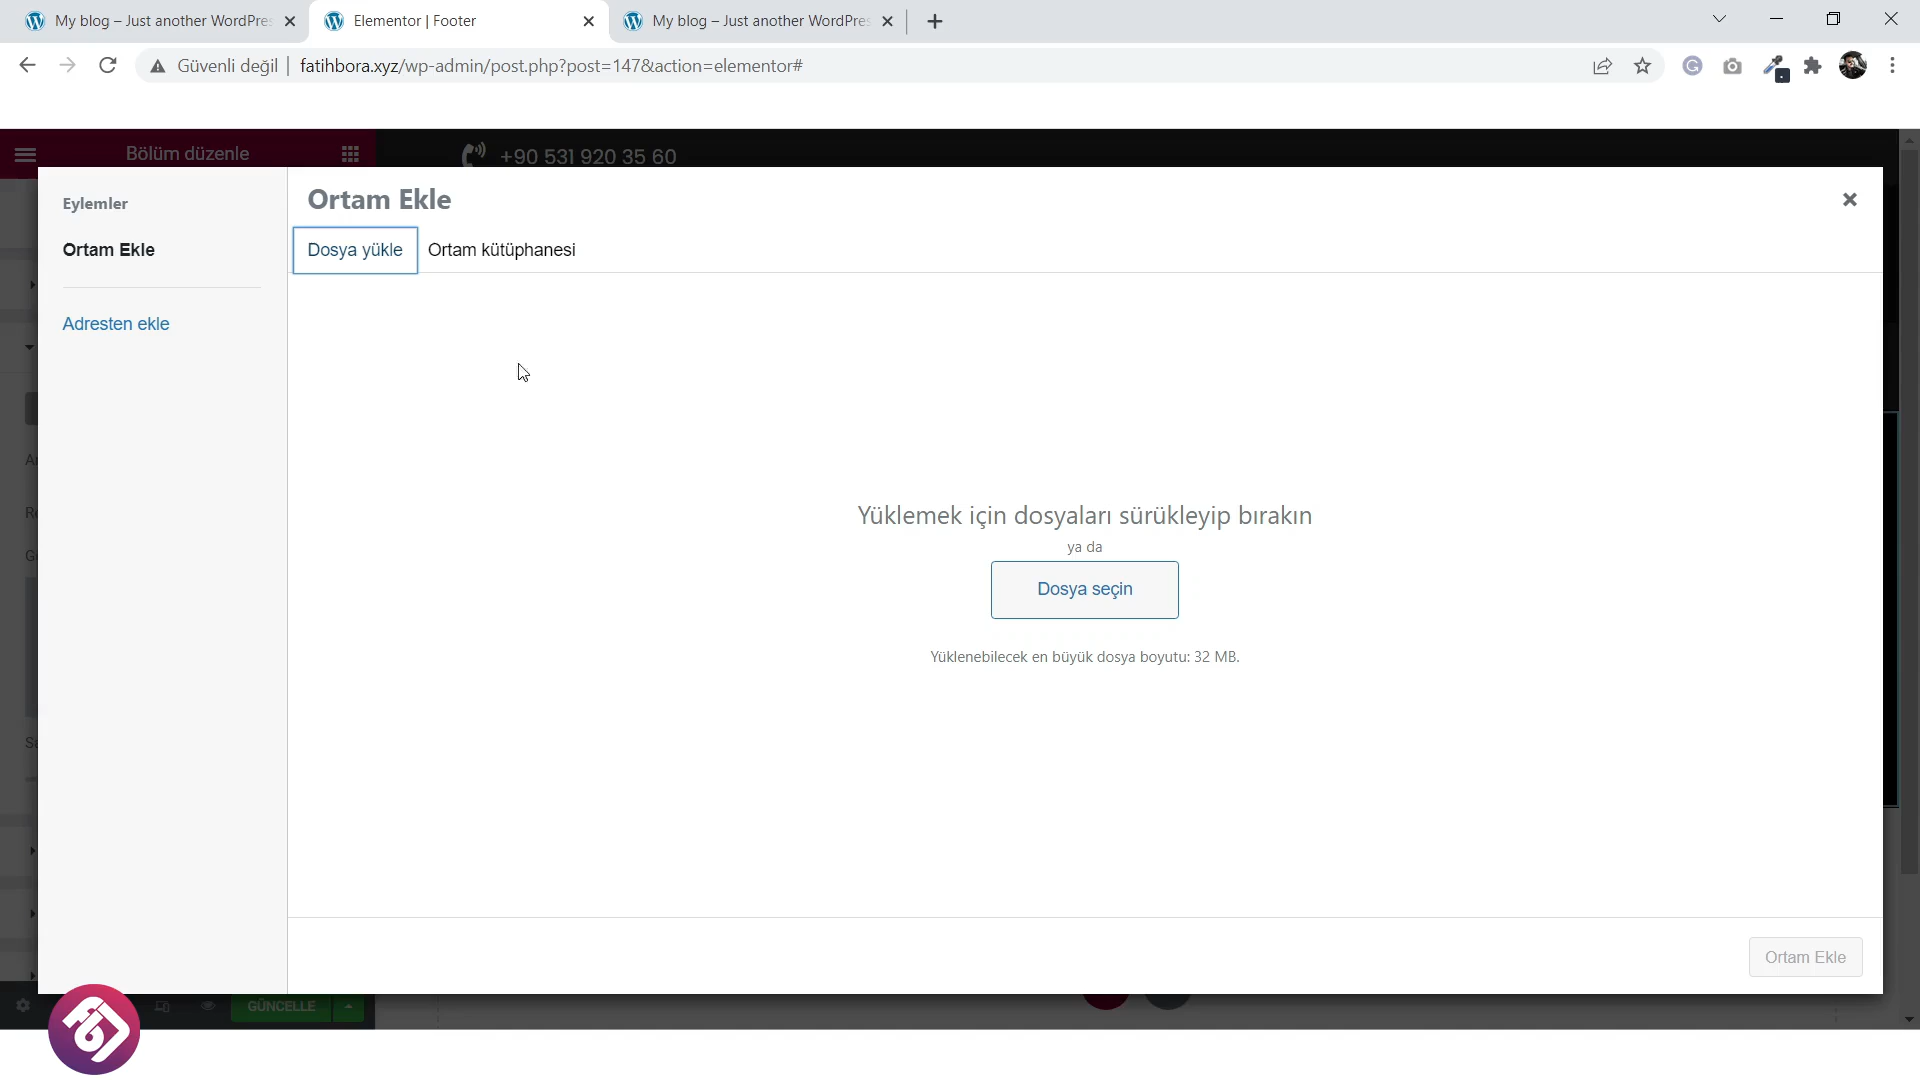 My blog – Just another WordPres
Elementor | Footer
My blog – Just another WordPres
Güvenli değil
fatihbora.xyz/wp-admin/post.php?post=147&action=elementor#
Bölüm düzenle
+90 531 920 35 60
Eylemler
Ortam Ekle
Ortam Ekle
Dosya yükle
Ortam kütüphanesi
Adresten ekle
Yüklemek için dosyaları sürükleyip bırakın
ya da
Dosya seçin
Yüklenebilecek en büyük dosya boyutu: 32 MB.
Ortam Ekle
GÜNCELLE